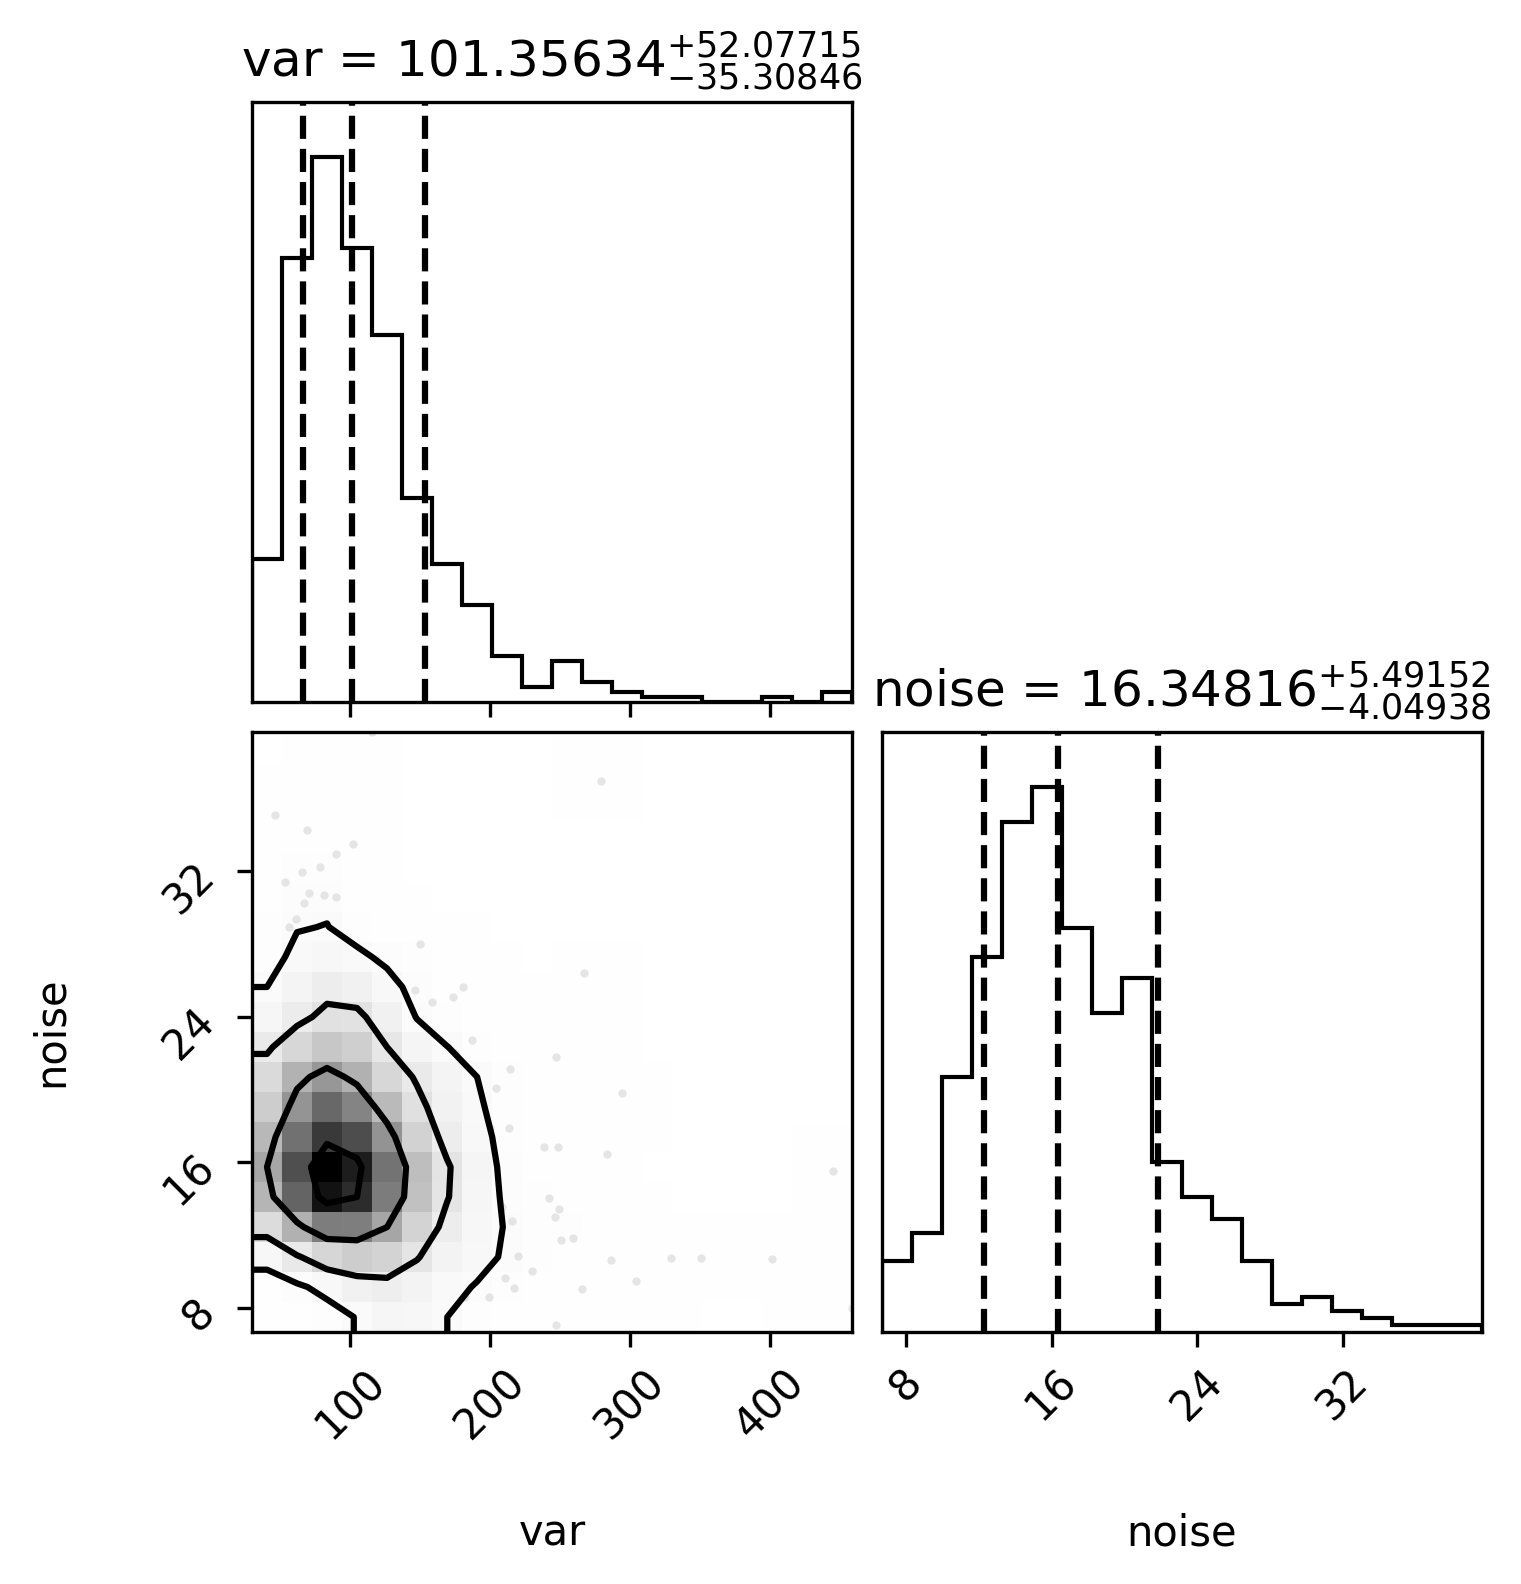 var = 101.35634+52.07715−35.30846
noise = 16.34816+5.49152−4.04938
32
24
16
8
noise
100 200 300 400
8 16 24 32
var
noise